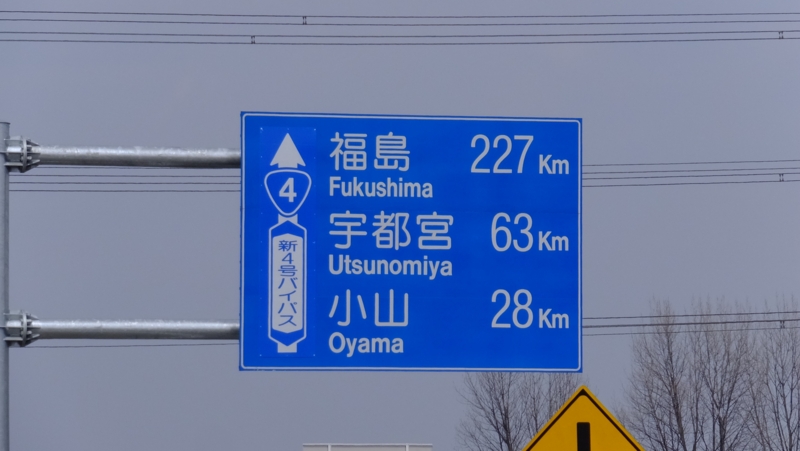 福島 227 Km
Fukushima
4
宇都宮 63 Km
Utsunomiya
新4号バイパス
小山 28 Km
Oyama